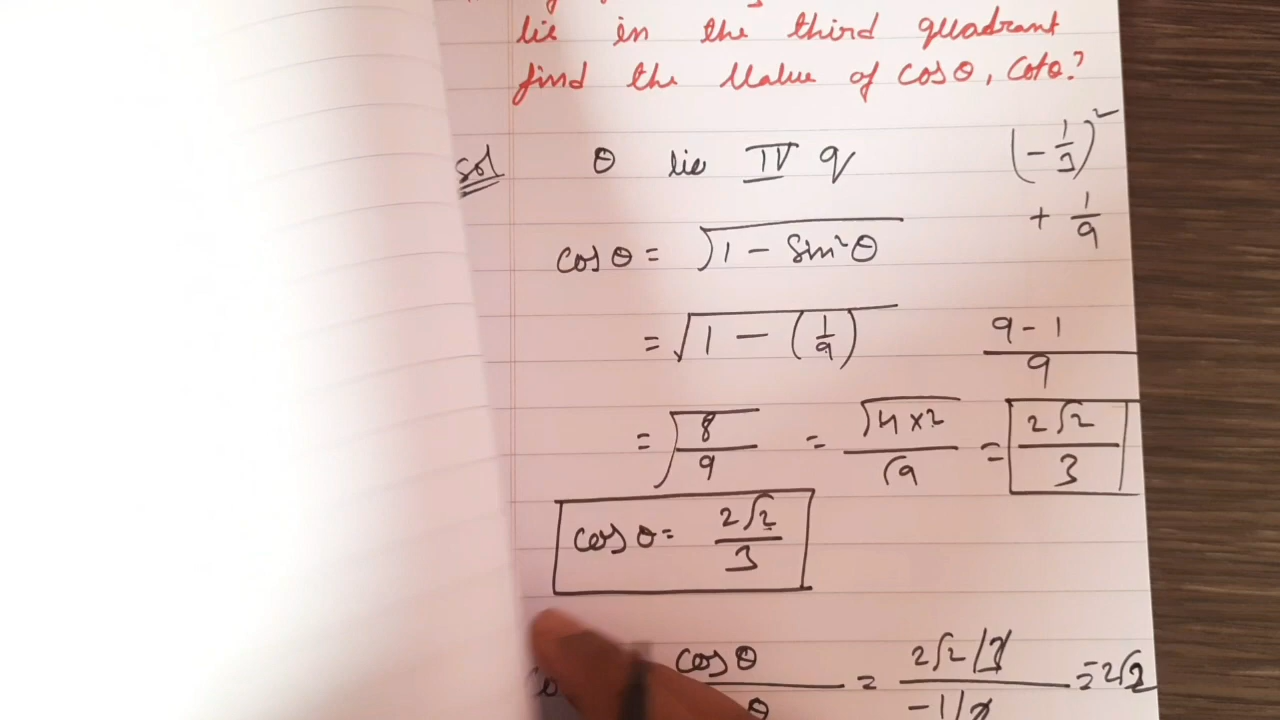 lie in the third quadrant
find the Value of cosθ, cotθ?
sol θ lie IV q (-1/3)²
+ 1/9
cosθ = √1 - sin²θ
= √1 - (1/9) 9-1/9
= √8/9 = √4×2/√9 = 2√2/3
cosθ = 2√2/3
cosθ/θ = 2√2/3/-1/3 = 2√2